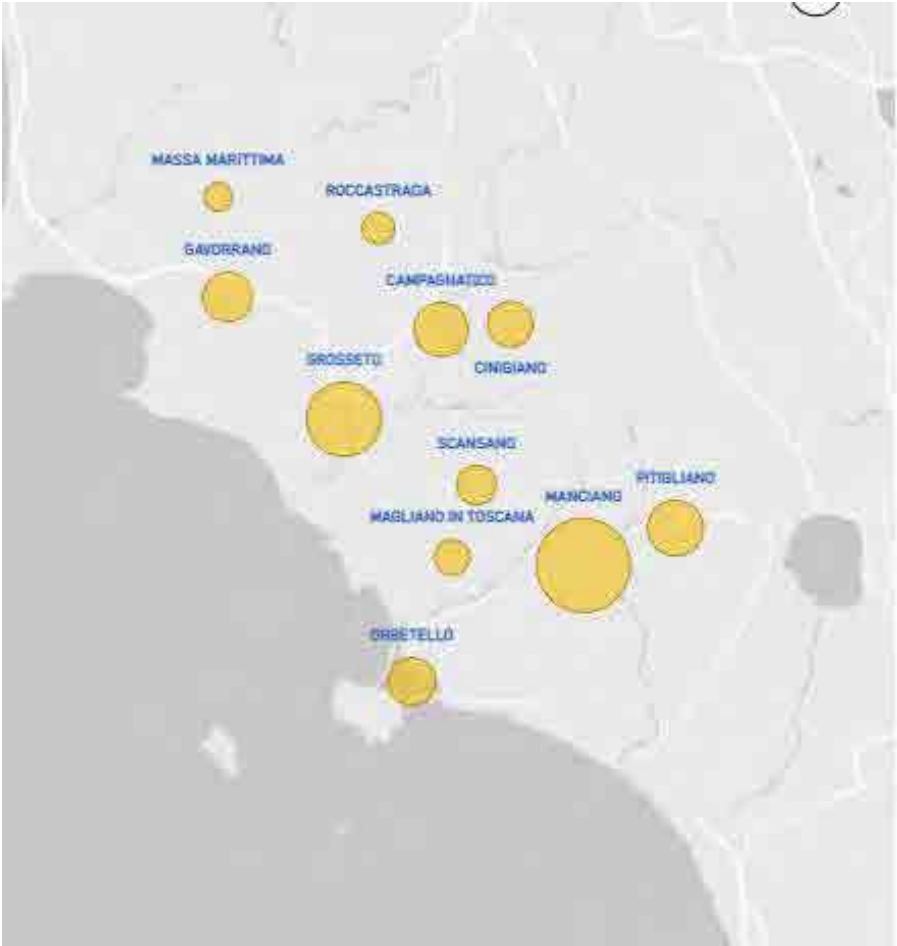 MASSA MARITTIMA
ROCCASTRADA
GAVORRANO
CAMPAGNATICO
GROSSETO
CINIGIANO
SCANSANO
PITIGLIANO
MANCIANO
MAGLIANO IN TOSCANA
ORBETELLO